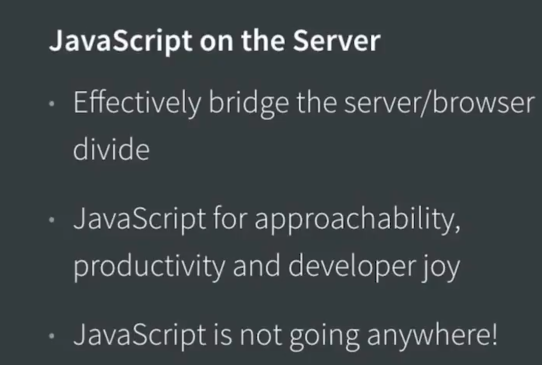 JavaScript on the Server
• Effectively bridge the server/browser
divide
• JavaScript for approachability,
productivity and developer joy
• JavaScript is not going anywhere!